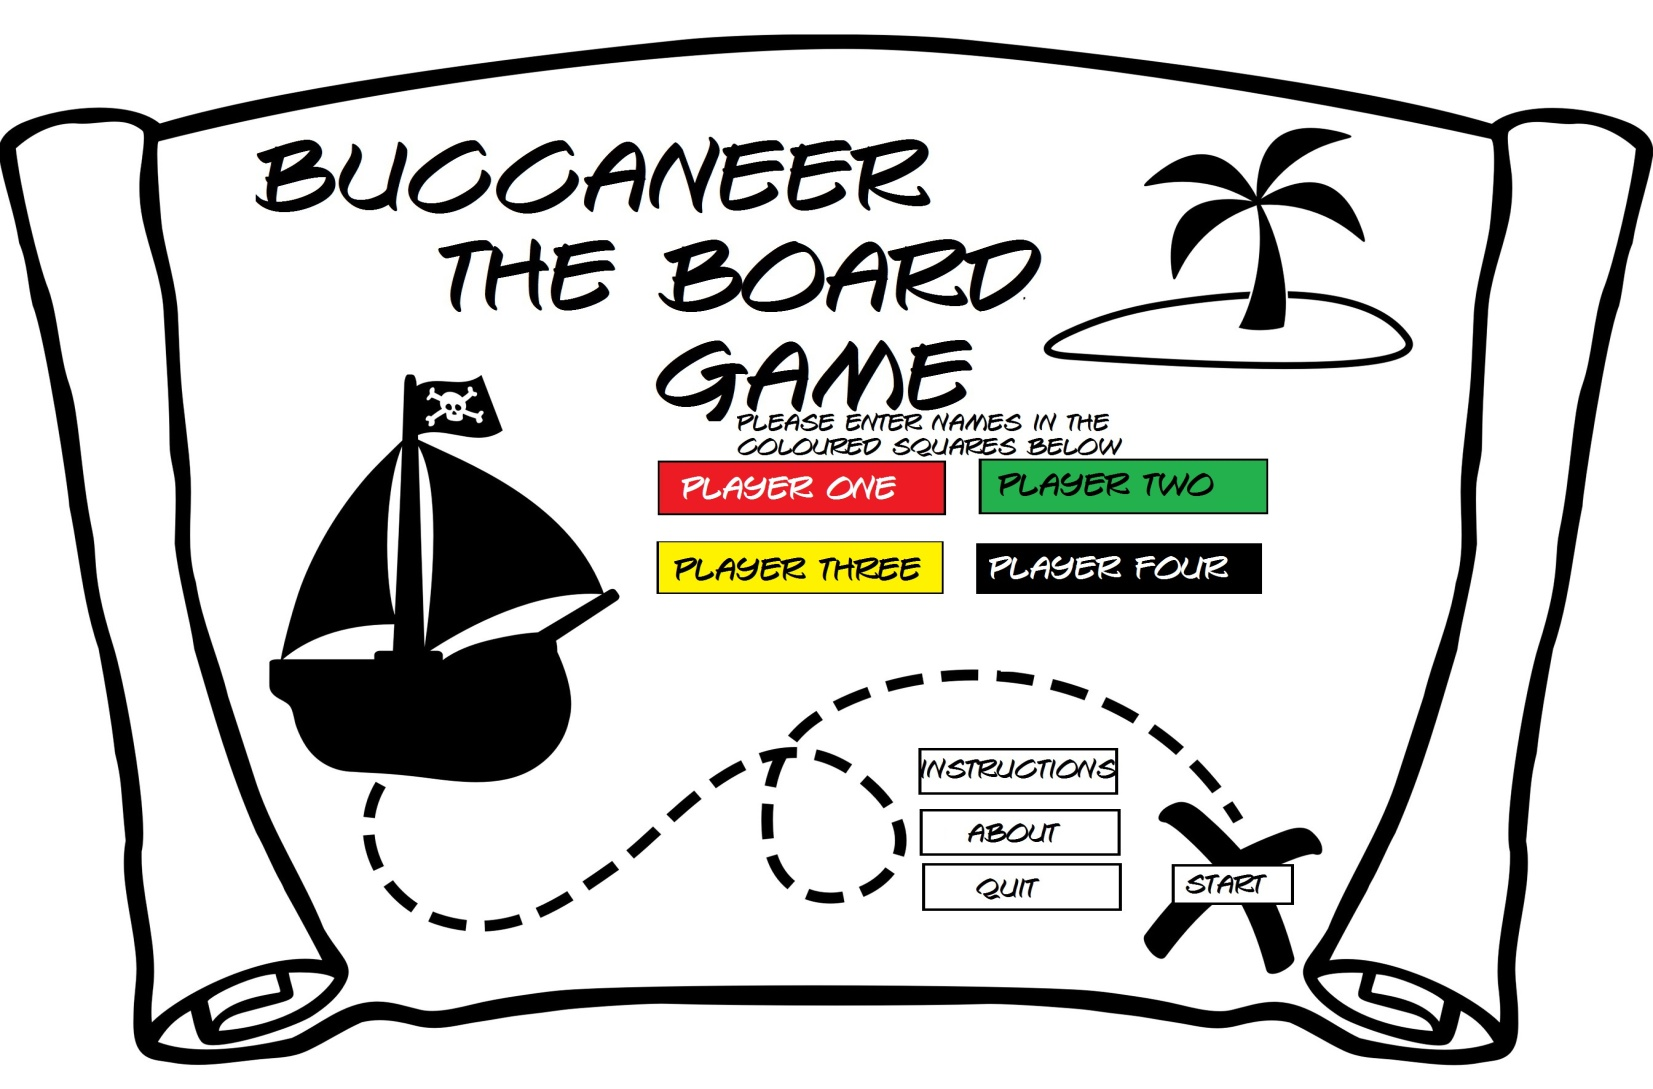 BUCCANEER
THE BOARD
GAME
PLEASE ENTER NAMES IN THE
COLOURED SQUARES BELOW
PLAYER ONE
PLAYER TWO
PLAYER THREE
PLAYER FOUR
INSTRUCTIONS
ABOUT
QUIT
START